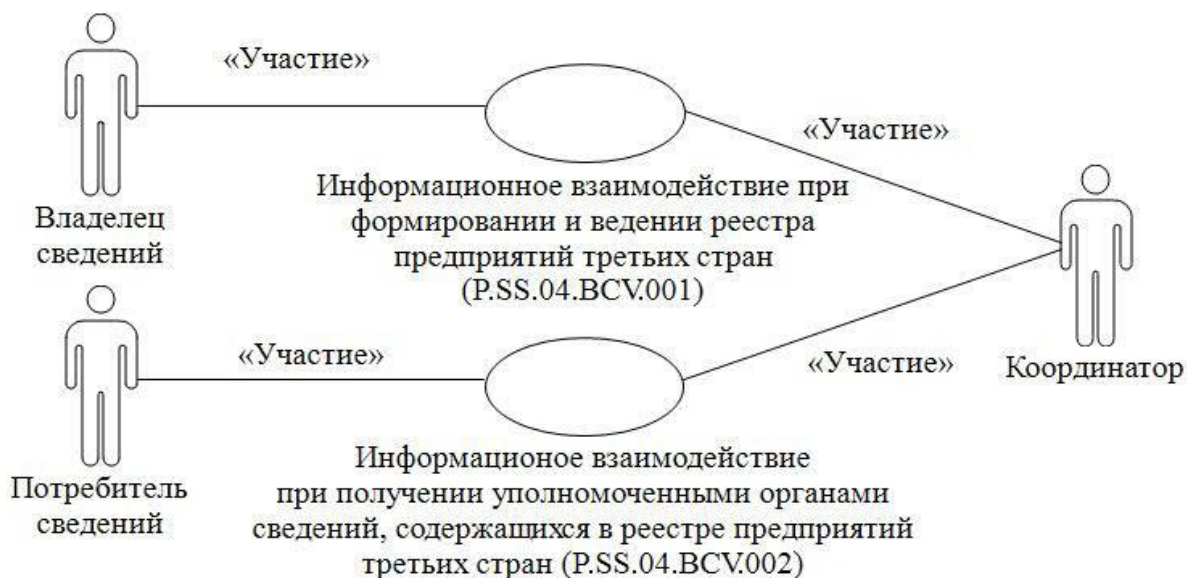 «Участие»
«Участие»
Владелец
сведений
Информационное взаимодействие при
формировании и ведении реестра
предприятий третьих стран
(P.SS.04.BCV.001)
«Участие»
«Участие»
Координатор
Потребитель
сведений
Информационое взаимодействие
при получении уполномоченными органами
сведений, содержащихся в реестре предприятий
третьих стран (P.SS.04.BCV.002)